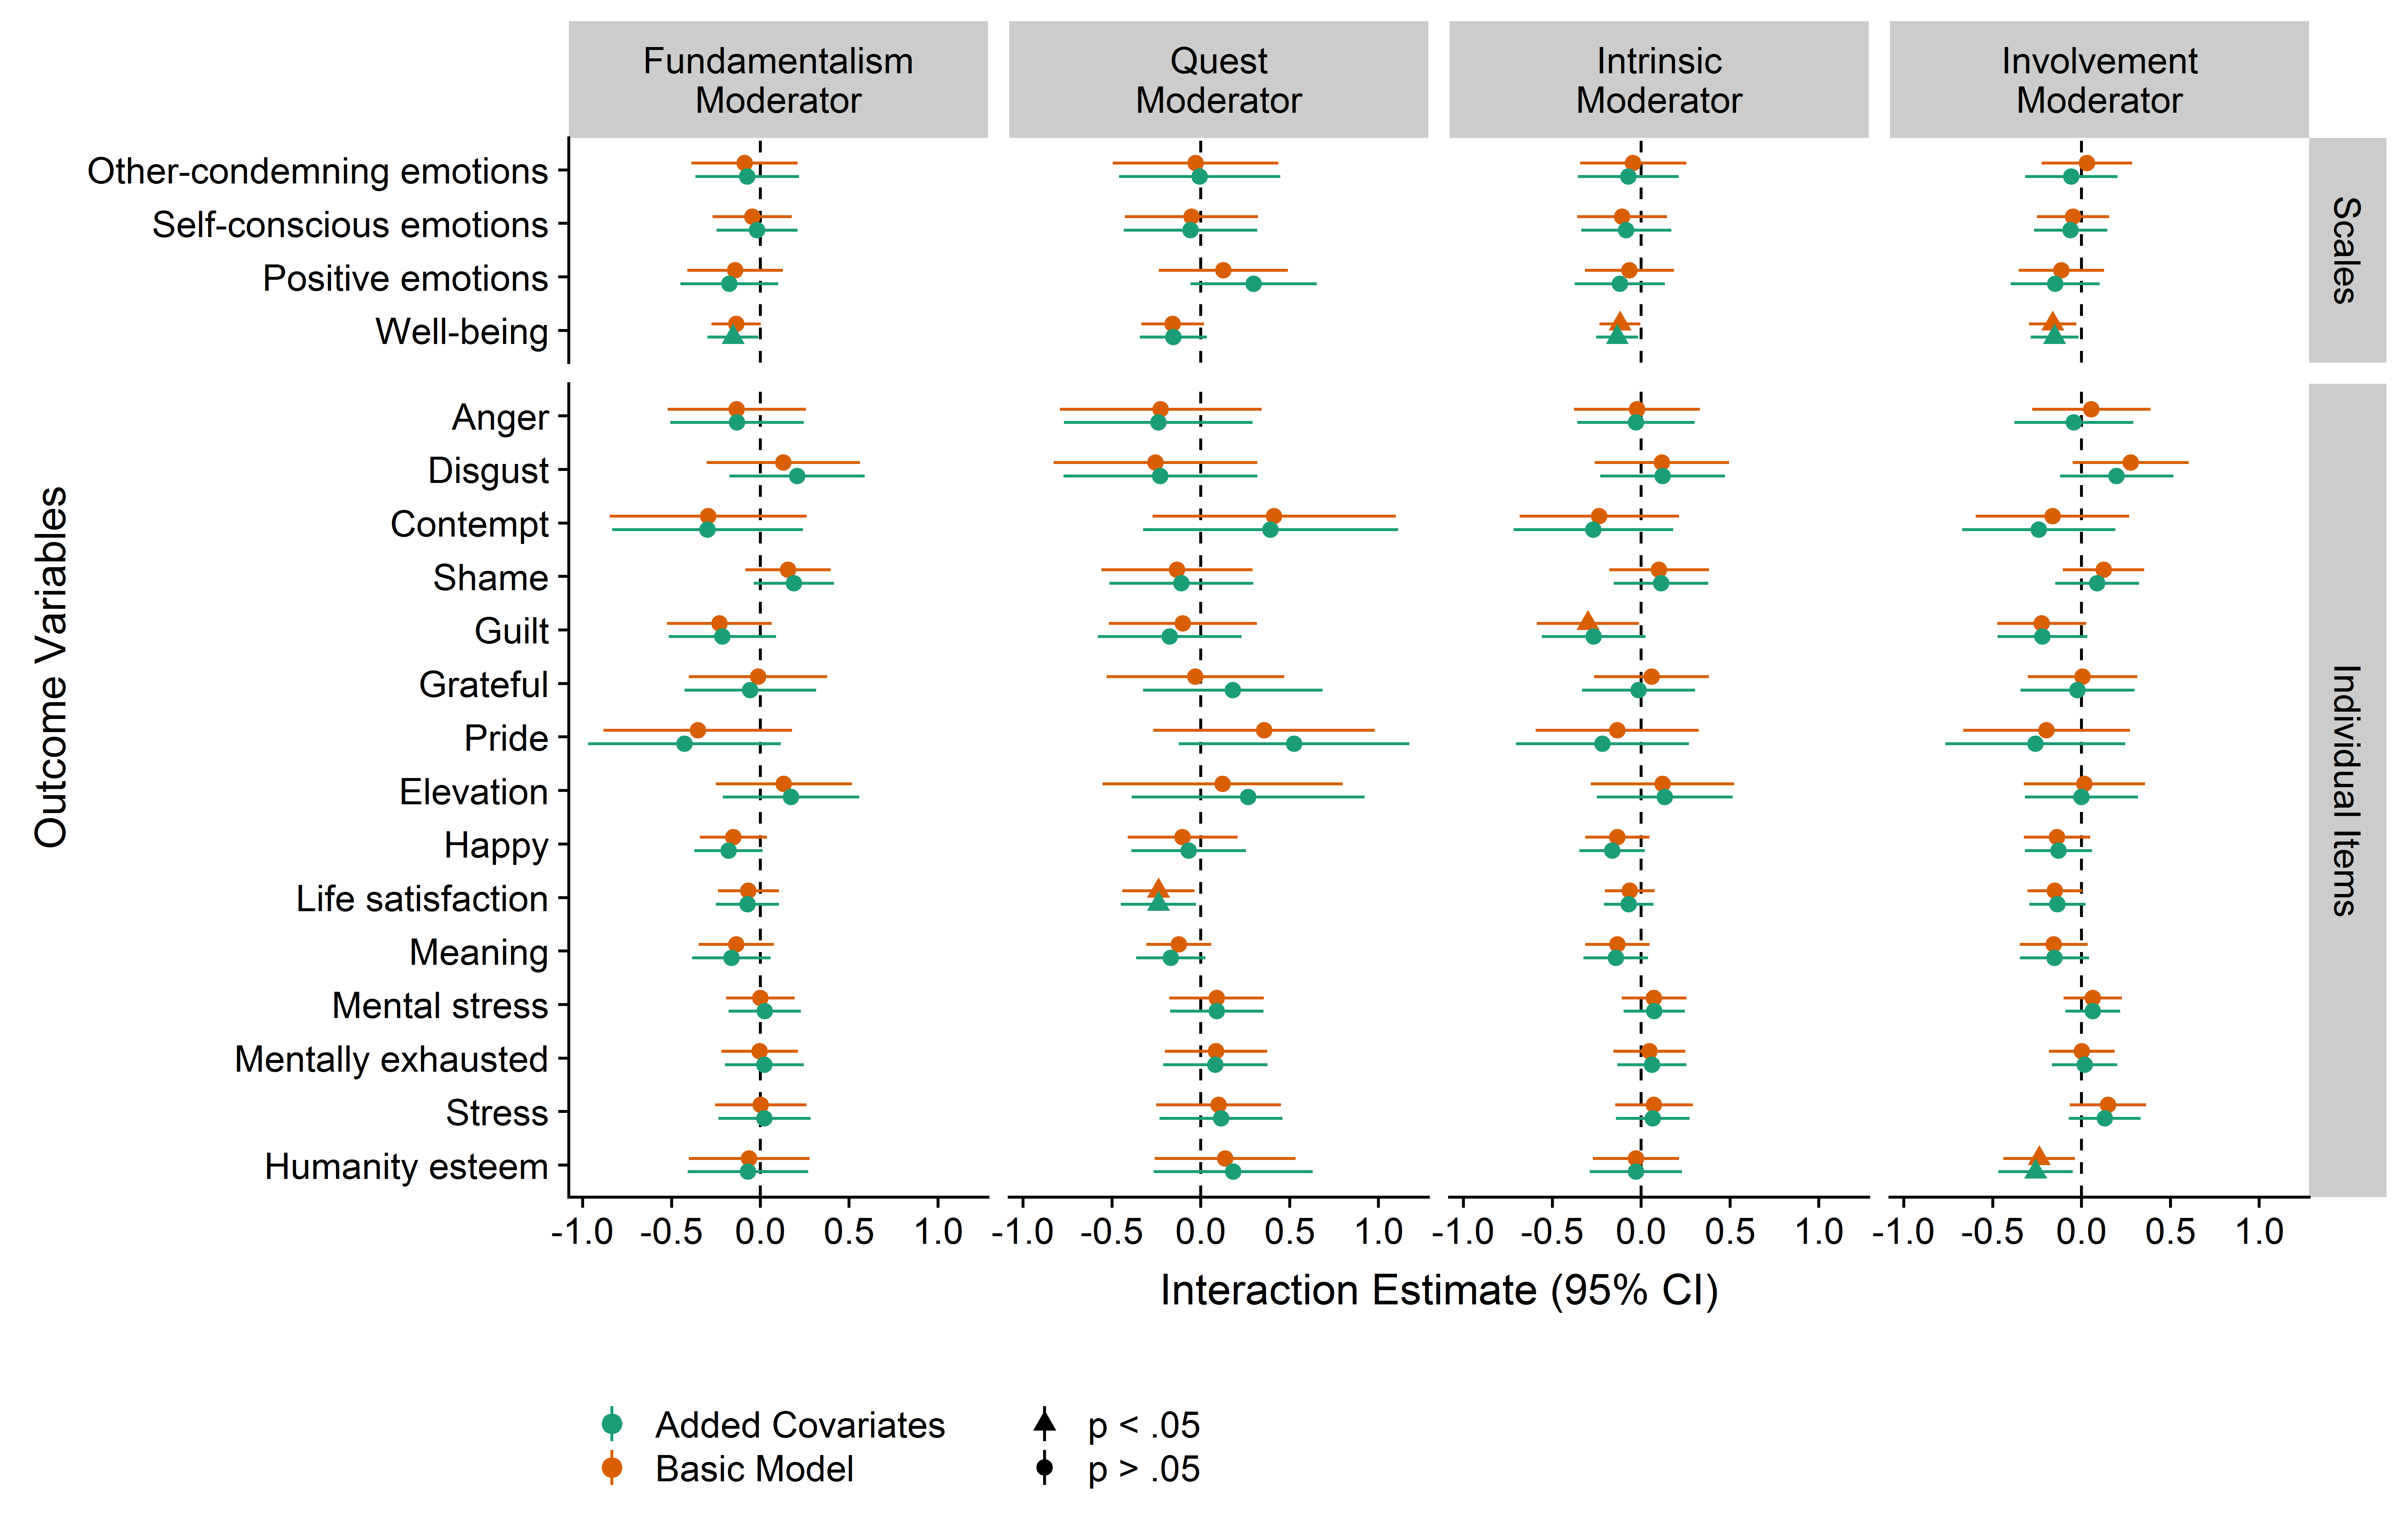 Fundamentalism
Moderator
Quest
Moderator
Intrinsic
Moderator
Involvement
Moderator
Other-condemning emotions
Self-conscious emotions
Positive emotions
Well-being
Scales
Anger
Disgust
Contempt
Shame
Guilt
Grateful
Pride
Elevation
Happy
Life satisfaction
Meaning
Mental stress
Mentally exhausted
Stress
Humanity esteem
Individual Items
Outcome Variables
-1.0 -0.5 0.0 0.5 1.0 -1.0 -0.5 0.0 0.5 1.0 -1.0 -0.5 0.0 0.5 1.0 -1.0 -0.5 0.0 0.5 1.0
Interaction Estimate (95% CI)
Added Covariates
Basic Model
p < .05
p > .05